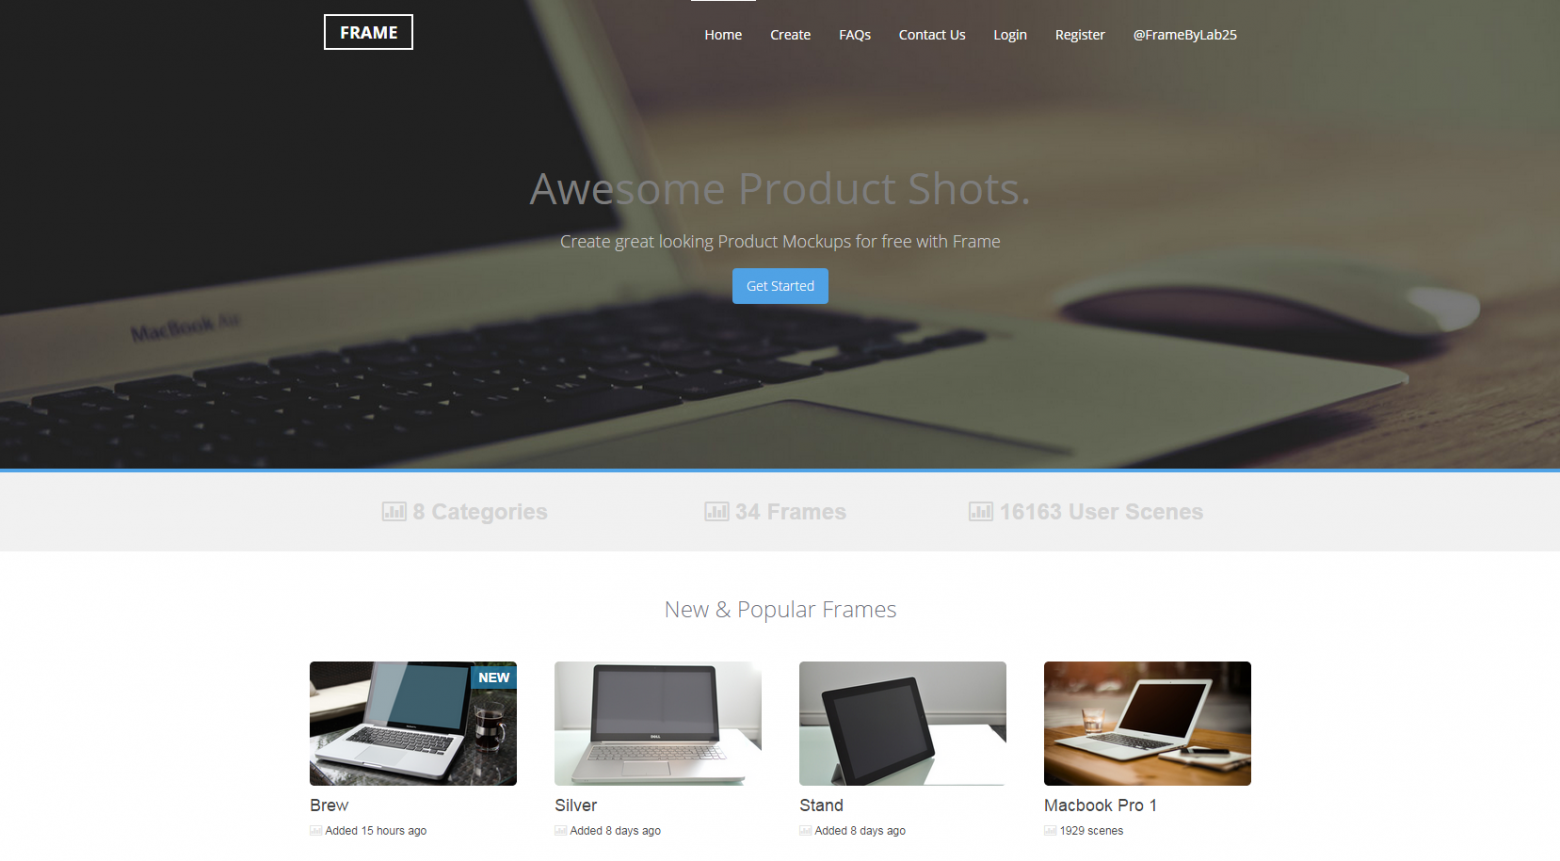 FRAME
Home Create FAQs Contact Us Login Register @FrameByLab25
Awesome Product Shots.
Create great looking Product Mockups for free with Frame
Get Started
MacBook Air
8 Categories 34 Frames 16163 User Scenes
New & Popular Frames
NEW
DELL
Brew Silver Stand Macbook Pro 1
Added 15 hours ago Added 8 days ago Added 8 days ago 1929 scenes